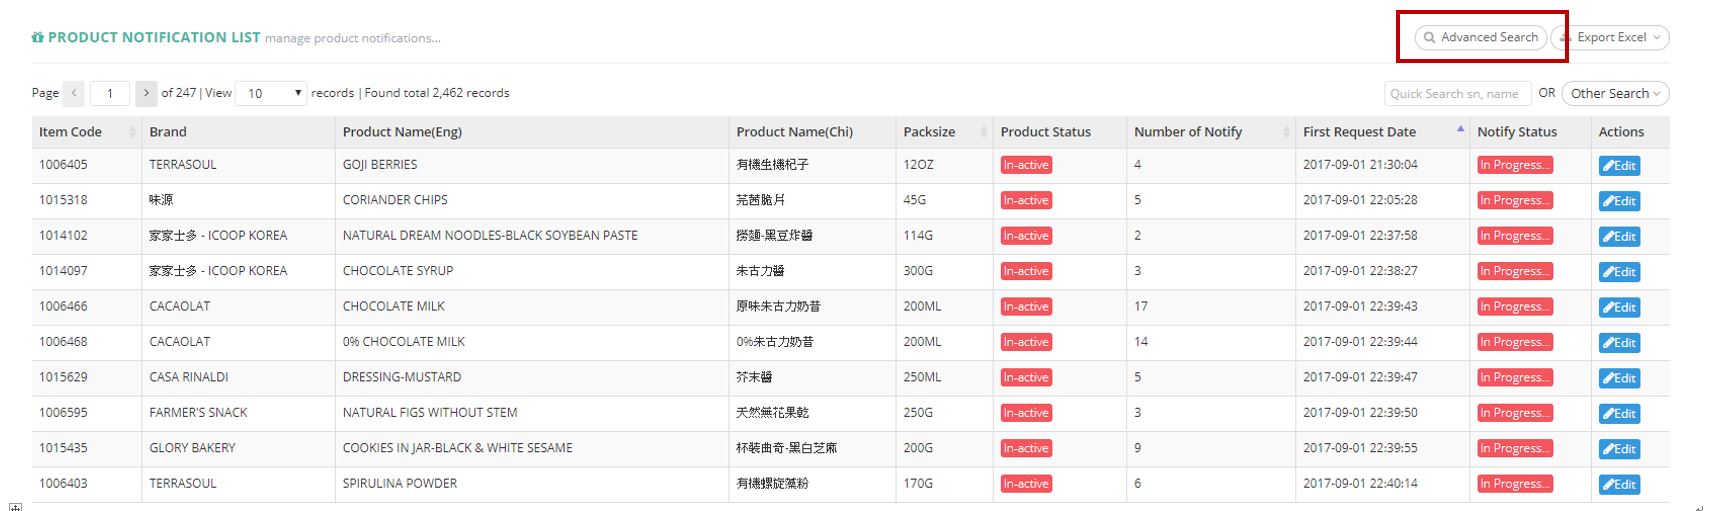 PRODUCT NOTIFICATION LIST manage product notifications...
Advanced Search Export Excel
Page 1 of 247 | View 10 records | Found total 2,462 records
Quick Search sn, name OR Other Search
Item Code Brand Product Name(Eng) Product Name(Chi) Packsize Product Status Number of Notify First Request Date Notify Status Actions
1006405 TERRASOUL GOJI BERRIES 有機生機杞子 12OZ In-active 4 2017-09-01 21:30:04 In Progress... Edit
1015318 味源 CORIANDER CHIPS 芫茜脆片 45G In-active 5 2017-09-01 22:05:28 In Progress... Edit
1014102 家家士多 - ICOOP KOREA NATURAL DREAM NOODLES-BLACK SOYBEAN PASTE 撈麵-黑豆炸醬 114G In-active 2 2017-09-01 22:37:58 In Progress... Edit
1014097 家家士多 - ICOOP KOREA CHOCOLATE SYRUP 朱古力醬 300G In-active 3 2017-09-01 22:38:27 In Progress... Edit
1006466 CACAOLAT CHOCOLATE MILK 原味朱古力奶昔 200ML In-active 17 2017-09-01 22:39:43 In Progress... Edit
1006468 CACAOLAT 0% CHOCOLATE MILK 0%朱古力奶昔 200ML In-active 14 2017-09-01 22:39:44 In Progress... Edit
1015629 CASA RINALDI DRESSING-MUSTARD 芥末醬 250ML In-active 5 2017-09-01 22:39:47 In Progress... Edit
1006595 FARMER'S SNACK NATURAL FIGS WITHOUT STEM 天然無花果乾 250G In-active 3 2017-09-01 22:39:50 In Progress... Edit
1015435 GLORY BAKERY COOKIES IN JAR-BLACK & WHITE SESAME 杯裝曲奇-黑白芝麻 200G In-active 9 2017-09-01 22:39:55 In Progress... Edit
1006403 TERRASOUL SPIRULINA POWDER 有機螺旋藻粉 170G In-active 6 2017-09-01 22:40:14 In Progress... Edit